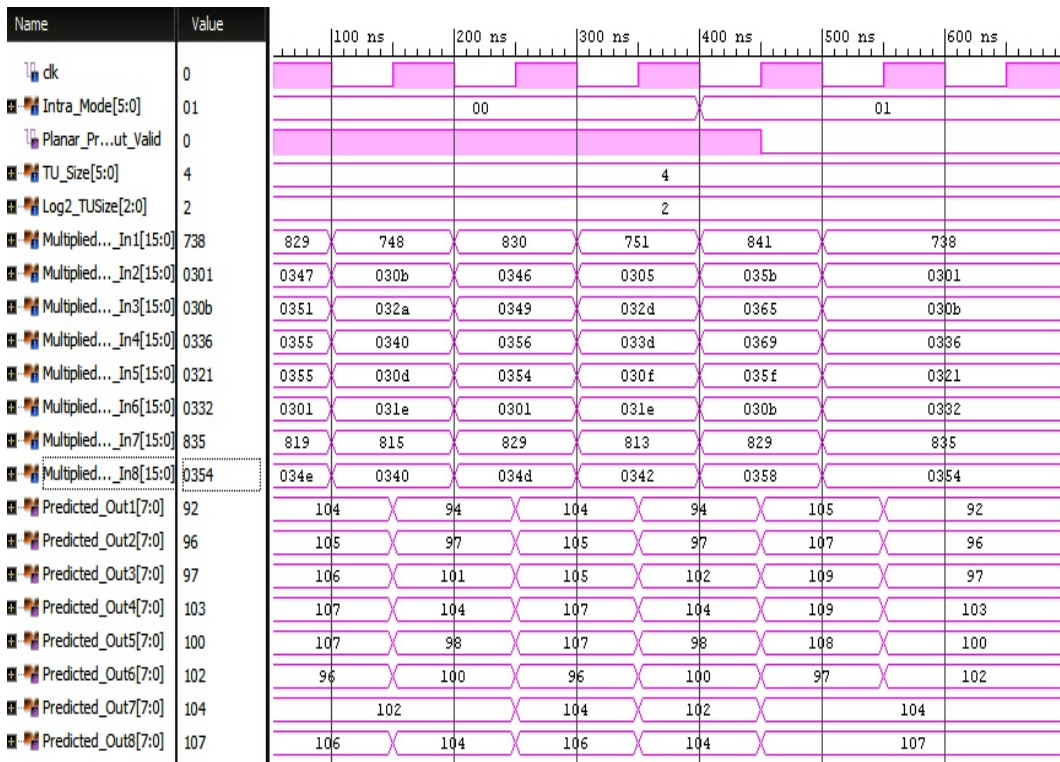 Name Value 100 ns 200 ns 300 ns 400 ns 500 ns 600 ns
clk 0
Intra_Mode[5:0] 01 00 01
Planar_Pr...ut_Valid 0
TU_Size[5:0] 4 4
Log2_TUSize[2:0] 2 2
Multiplied..._In1[15:0] 738 829 748 830 751 841 738
Multiplied..._In2[15:0] 0301 0347 030b 0346 0305 035b 0301
Multiplied..._In3[15:0] 030b 0351 032a 0349 032d 0365 030b
Multiplied..._In4[15:0] 0336 0355 0340 0356 033d 0369 0336
Multiplied..._In5[15:0] 0321 0355 030d 0354 030f 035f 0321
Multiplied..._In6[15:0] 0332 0301 031e 0301 031e 030b 0332
Multiplied..._In7[15:0] 835 819 815 829 813 829 835
Multiplied..._In8[15:0] 0354 034e 0340 034d 0342 0358 0354
Predicted_Out1[7:0] 92 104 94 104 94 105 92
Predicted_Out2[7:0] 96 105 97 105 97 107 96
Predicted_Out3[7:0] 97 106 101 105 102 109 97
Predicted_Out4[7:0] 103 107 104 107 104 109 103
Predicted_Out5[7:0] 100 107 98 107 98 108 100
Predicted_Out6[7:0] 102 96 100 96 100 97 102
Predicted_Out7[7:0] 104 102 104 102 104
Predicted_Out8[7:0] 107 106 104 106 104 107